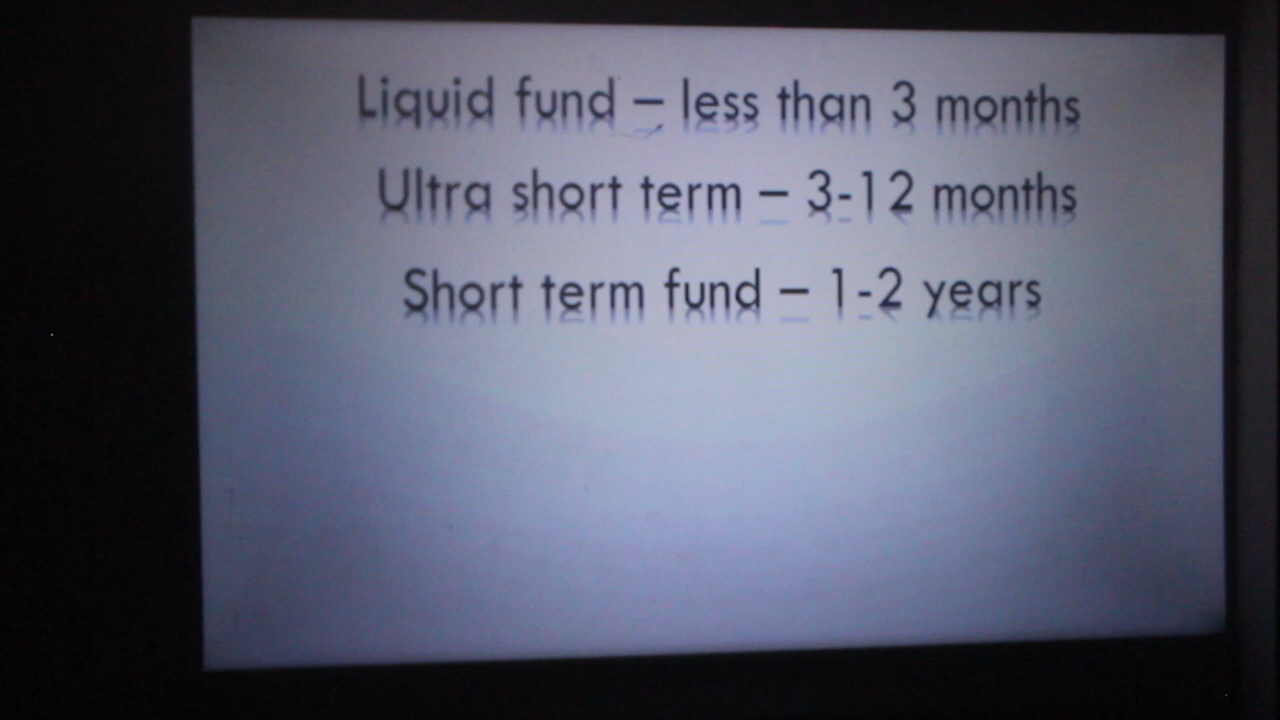 Liquid fund – less than 3 months
Ultra short term – 3-12 months
Short term fund – 1-2 years